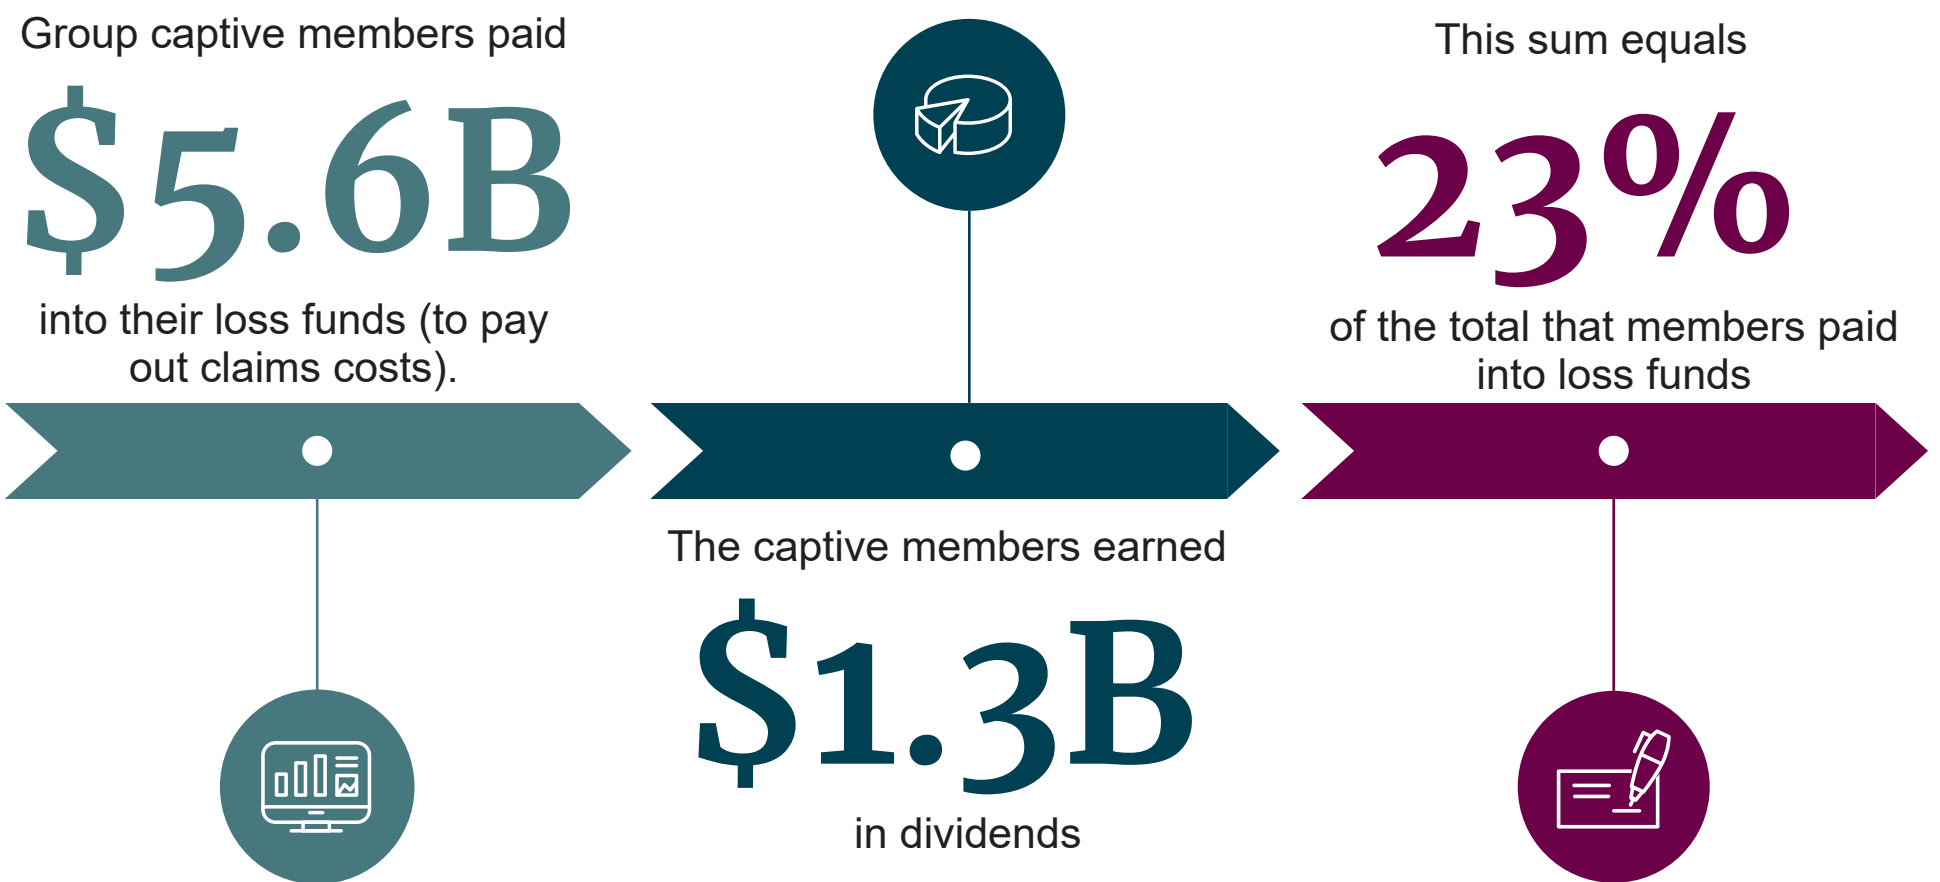 Group captive members paid
$5.6B
into their loss funds (to pay
out claims costs).
The captive members earned
$1.3B
in dividends
This sum equals
23%
of the total that members paid
into loss funds